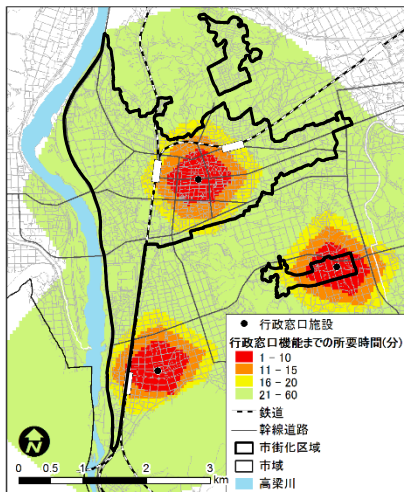 ● 行政窓口施設
行政窓口機能までの所要時間(分)
1 - 10
11 - 15
16 - 20
21 - 60
鉄道
幹線道路
市街化区域
市域
高梁川
N
0 0.5 1 2 3
km